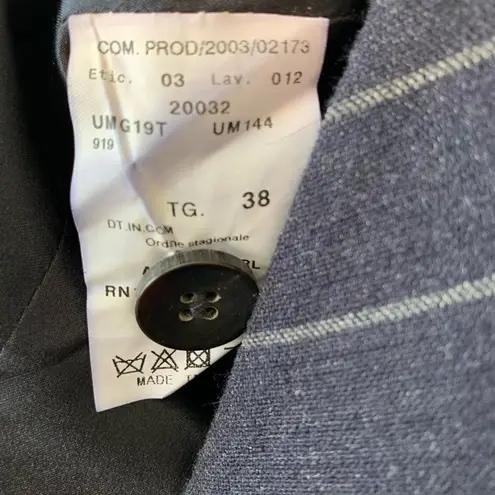 COM. PROD/2003/02173
Etic. 03 Lav. 012
20032
UMG19T UM144
919
TG. 38
DT.IN.COM
Ordine stagionale
RN
MADE